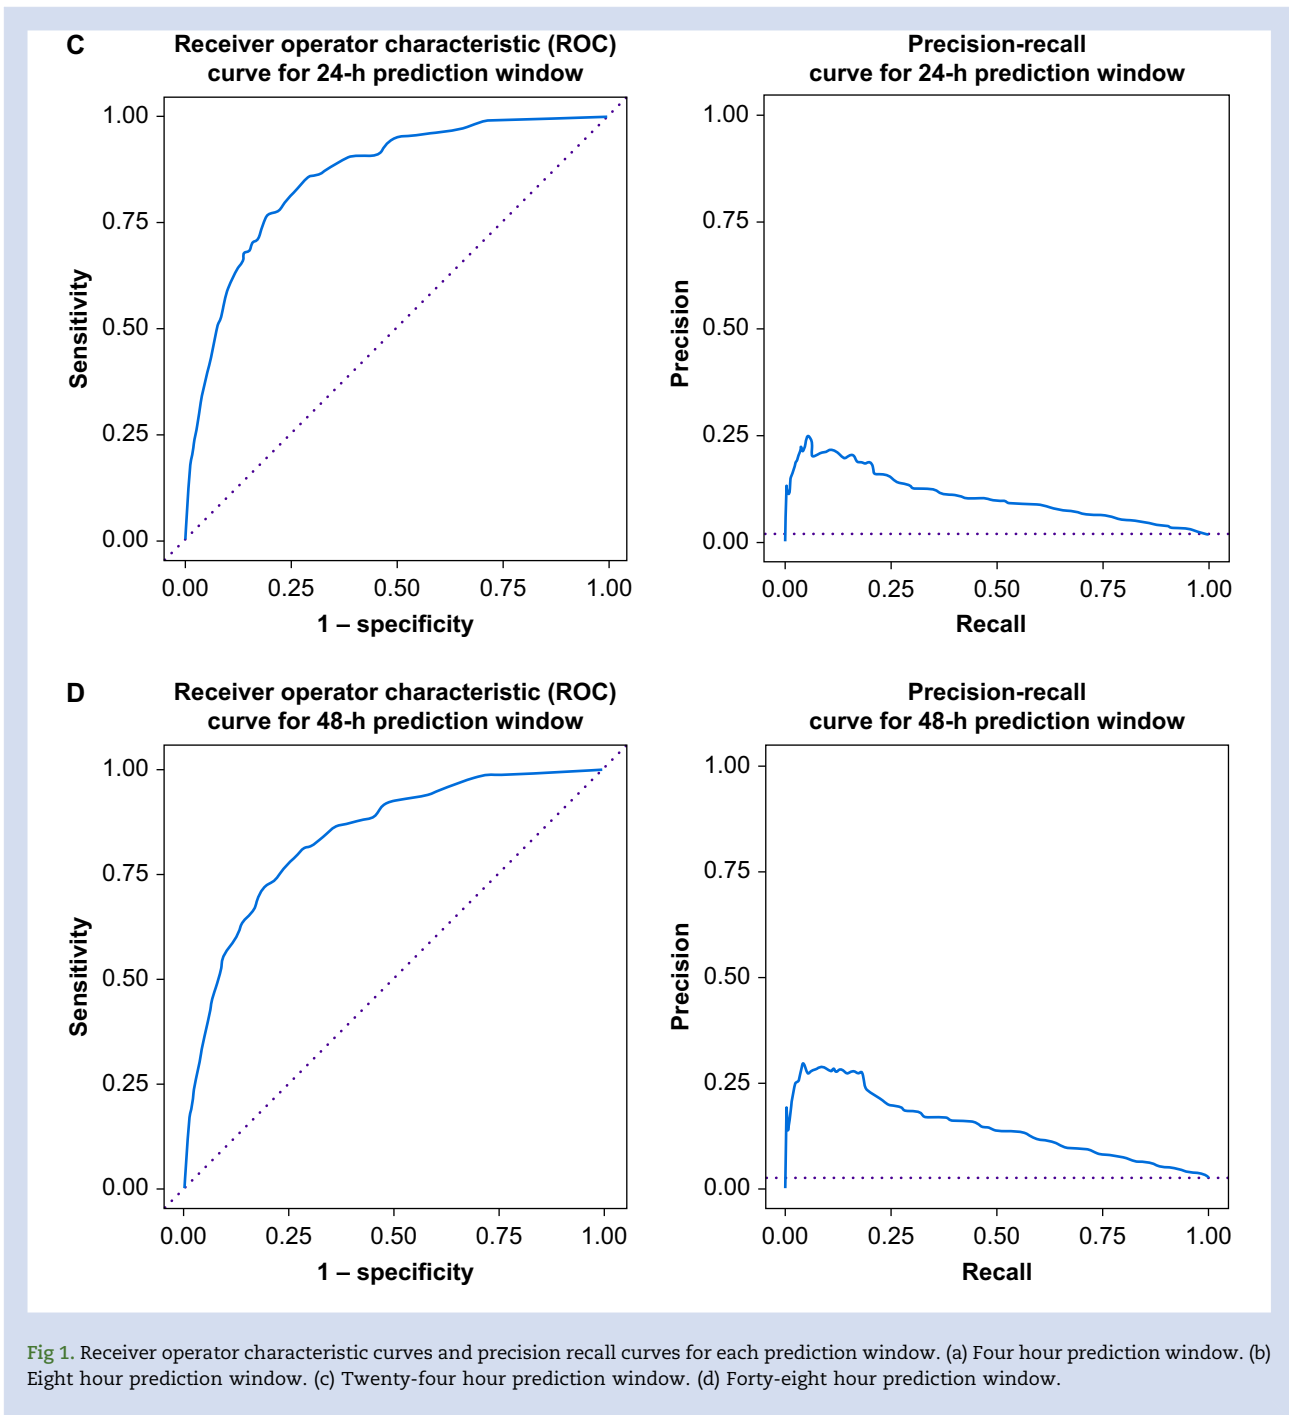 C
Receiver operator characteristic (ROC)
curve for 24-h prediction window
1.00
0.75
0.50
0.25
0.00
Sensitivity
0.00 0.25 0.50 0.75 1.00
1 – specificity
Precision-recall
curve for 24-h prediction window
1.00
0.75
0.50
0.25
0.00
Precision
0.00 0.25 0.50 0.75 1.00
Recall
D
Receiver operator characteristic (ROC)
curve for 48-h prediction window
1.00
0.75
0.50
0.25
0.00
Sensitivity
0.00 0.25 0.50 0.75 1.00
1 – specificity
Precision-recall
curve for 48-h prediction window
1.00
0.75
0.50
0.25
0.00
Precision
0.00 0.25 0.50 0.75 1.00
Recall
Fig 1. Receiver operator characteristic curves and precision recall curves for each prediction window. (a) Four hour prediction window. (b)
Eight hour prediction window. (c) Twenty-four hour prediction window. (d) Forty-eight hour prediction window.